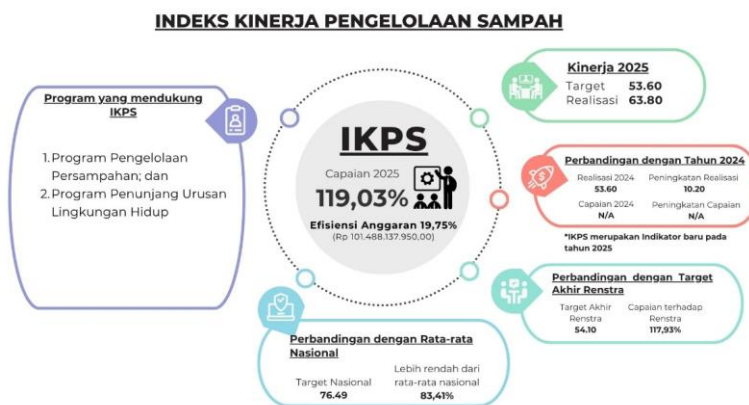 INDEKS KINERJA PENGELOLAAN SAMPAH
Program yang mendukung
IKPS
1.Program Pengelolaan
Persampahan; dan
2.Program Penunjang Urusan
Lingkungan Hidup
IKPS
Capaian 2025
119,03%
Efisiensi Anggaran 19,75%
(Rp 101.488.137.950,00)
Kinerja 2025
Target 53.60
Realisasi 63.80
Perbandingan dengan Tahun 2024
Realisasi 2024 Peningkatan Realisasi
53.60 10.20
Capaian 2024 Peningkatan Capaian
N/A N/A
*IKPS merupakan Indikator baru pada
tahun 2025
Perbandingan dengan Target
Akhir Renstra
Target Akhir Capaian terhadap
Renstra Renstra
54.10 117,93%
Perbandingan dengan Rata-rata
Nasional
Lebih rendah dari
Target Nasional rata-rata nasional
76.49 83,41%